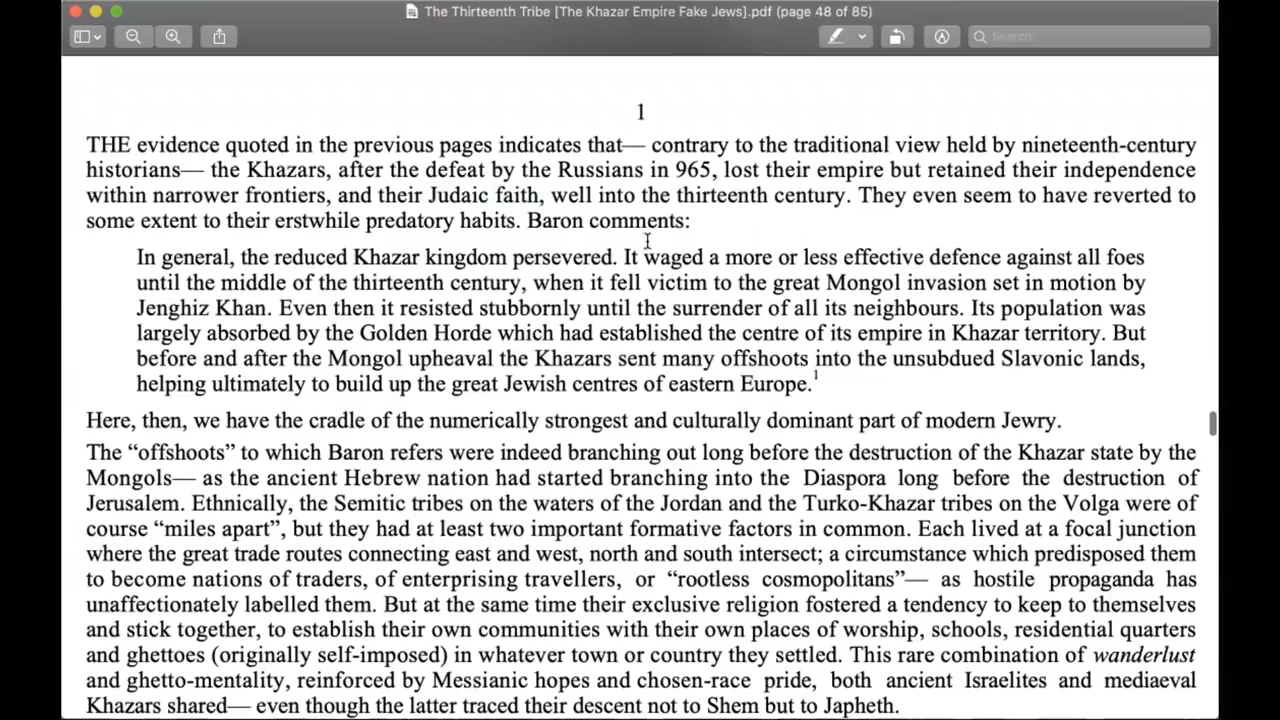 The Thirteenth Tribe [The Khazar Empire Fake Jews].pdf (page 48 of 85)
Search
1
THE evidence quoted in the previous pages indicates that— contrary to the traditional view held by nineteenth-century
historians— the Khazars, after the defeat by the Russians in 965, lost their empire but retained their independence
within narrower frontiers, and their Judaic faith, well into the thirteenth century. They even seem to have reverted to
some extent to their erstwhile predatory habits. Baron comments:
In general, the reduced Khazar kingdom persevered. It waged a more or less effective defence against all foes
until the middle of the thirteenth century, when it fell victim to the great Mongol invasion set in motion by
Jenghiz Khan. Even then it resisted stubbornly until the surrender of all its neighbours. Its population was
largely absorbed by the Golden Horde which had established the centre of its empire in Khazar territory. But
before and after the Mongol upheaval the Khazars sent many offshoots into the unsubdued Slavonic lands,
helping ultimately to build up the great Jewish centres of eastern Europe.1
Here, then, we have the cradle of the numerically strongest and culturally dominant part of modern Jewry.
The “offshoots” to which Baron refers were indeed branching out long before the destruction of the Khazar state by the
Mongols— as the ancient Hebrew nation had started branching into the Diaspora long before the destruction of
Jerusalem. Ethnically, the Semitic tribes on the waters of the Jordan and the Turko-Khazar tribes on the Volga were of
course “miles apart”, but they had at least two important formative factors in common. Each lived at a focal junction
where the great trade routes connecting east and west, north and south intersect; a circumstance which predisposed them
to become nations of traders, of enterprising travellers, or “rootless cosmopolitans”— as hostile propaganda has
unaffectionately labelled them. But at the same time their exclusive religion fostered a tendency to keep to themselves
and stick together, to establish their own communities with their own places of worship, schools, residential quarters
and ghettoes (originally self-imposed) in whatever town or country they settled. This rare combination of wanderlust
and ghetto-mentality, reinforced by Messianic hopes and chosen-race pride, both ancient Israelites and mediaeval
Khazars shared— even though the latter traced their descent not to Shem but to Japheth.